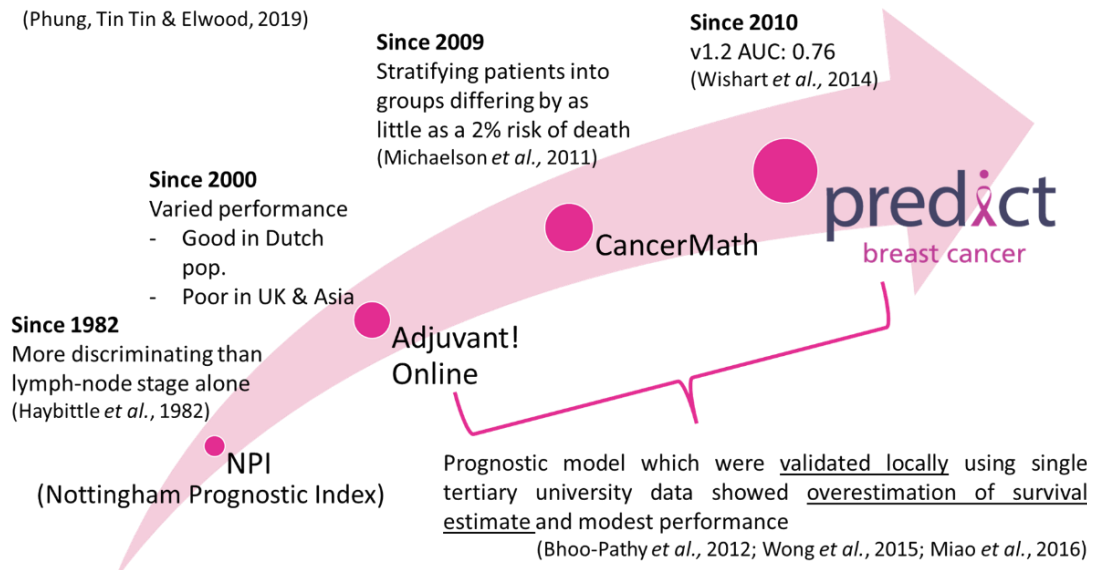 (Phung, Tin Tin & Elwood, 2019)
Since 1982
More discriminating than
lymph-node stage alone
(Haybittle et al., 1982)
NPI
(Nottingham Prognostic Index)
Since 2000
Varied performance
- Good in Dutch
pop.
- Poor in UK & Asia
Adjuvant!
Online
Since 2009
Stratifying patients into
groups differing by as
little as a 2% risk of death
(Michaelson et al., 2011)
CancerMath
Since 2010
v1.2 AUC: 0.76
(Wishart et al., 2014)
predict
breast cancer
Prognostic model which were validated locally using single
tertiary university data showed overestimation of survival
estimate and modest performance
(Bhoo-Pathy et al., 2012; Wong et al., 2015; Miao et al., 2016)